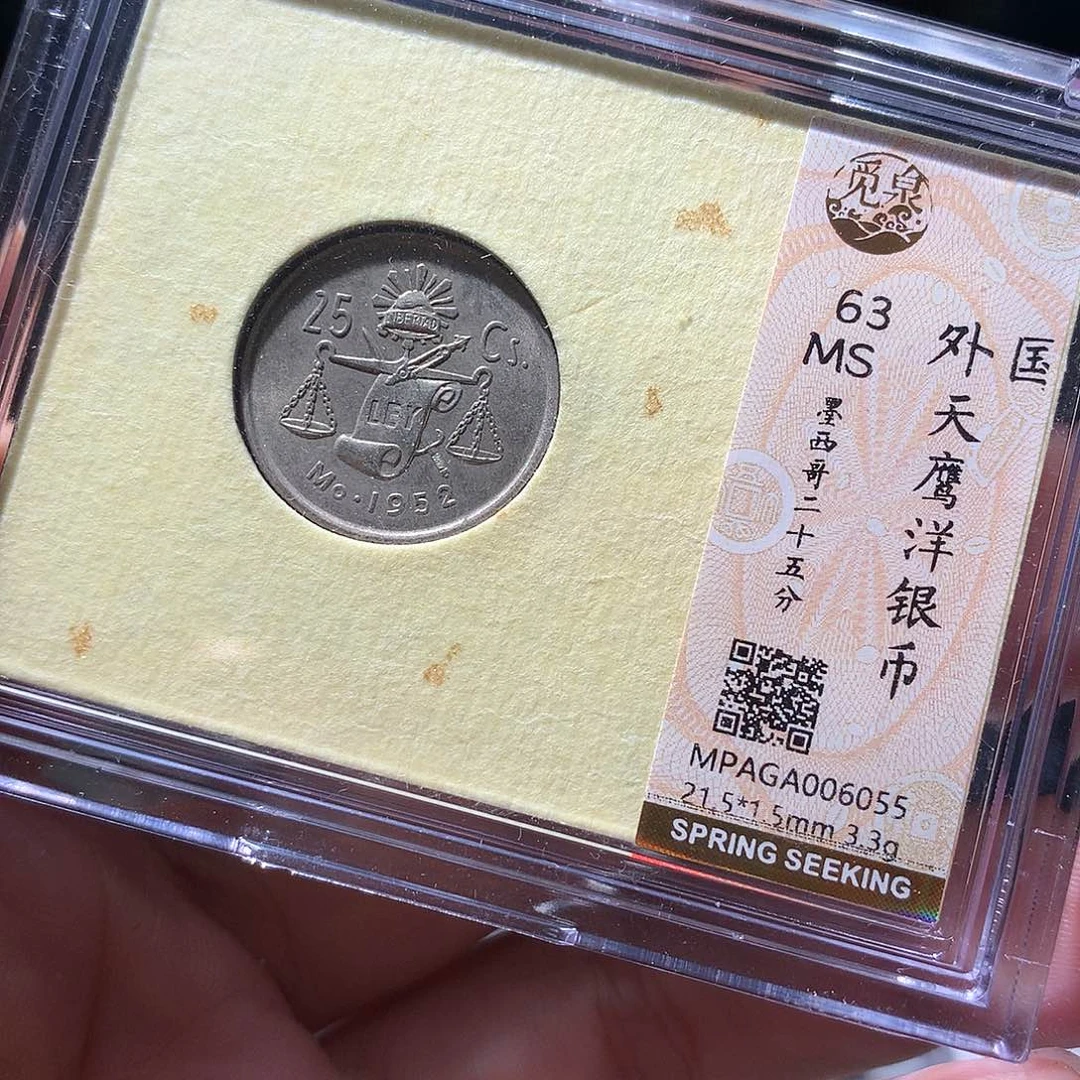 25 Cs.
LIBERTAD
LEY
Mo·1952
觅泉
63
MS
国
外天鹰洋银币
墨西哥二十五分
MPAGA006055
21.5*1.5mm 3.3g
SPRING SEEKING